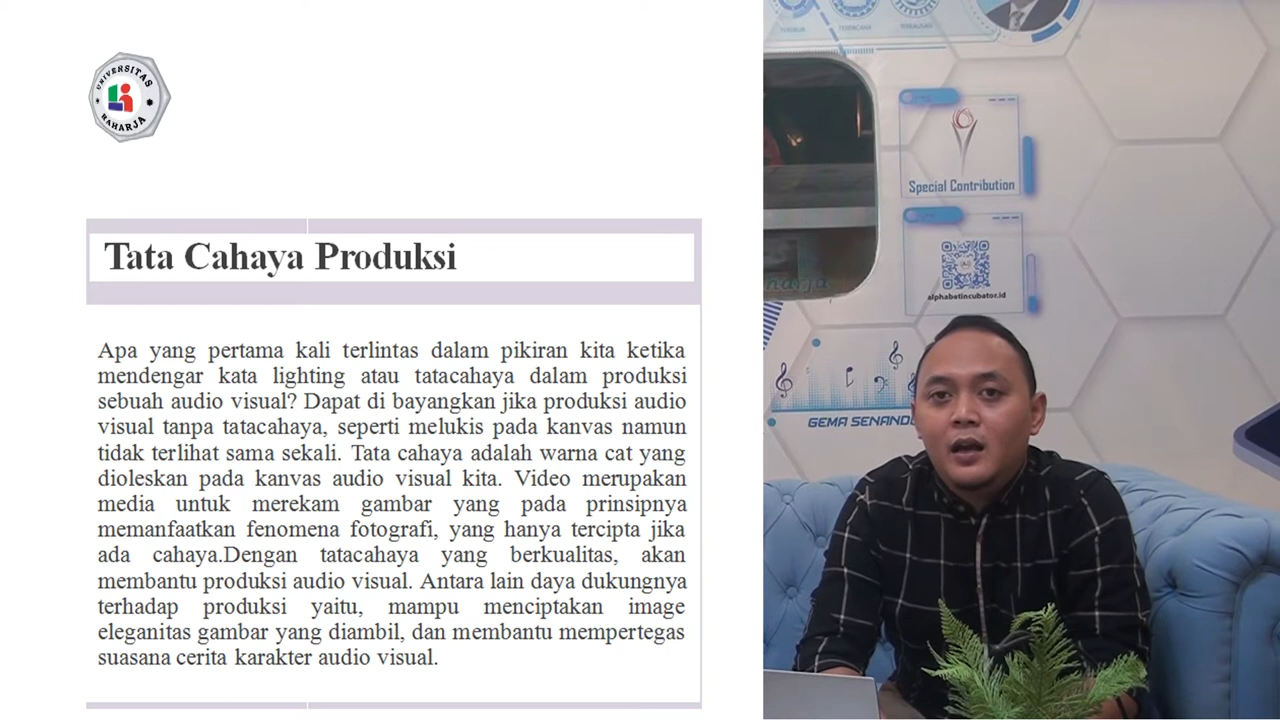 UNIVERSITAS
RAHARJA
Tata Cahaya Produksi
Apa yang pertama kali terlintas dalam pikiran kita ketika
mendengar kata lighting atau tatacahaya dalam produksi
sebuah audio visual? Dapat di bayangkan jika produksi audio
visual tanpa tatacahaya, seperti melukis pada kanvas namun
tidak terlihat sama sekali. Tata cahaya adalah warna cat yang
dioleskan pada kanvas audio visual kita. Video merupakan
media untuk merekam gambar yang pada prinsipnya
memanfaatkan fenomena fotografi, yang hanya tercipta jika
ada cahaya.Dengan tatacahaya yang berkualitas, akan
membantu produksi audio visual. Antara lain daya dukungnya
terhadap produksi yaitu, mampu menciptakan image
eleganitas gambar yang diambil, dan membantu mempertegas
suasana cerita karakter audio visual.
Special Contribution
alphabetincubator.id
GEMA